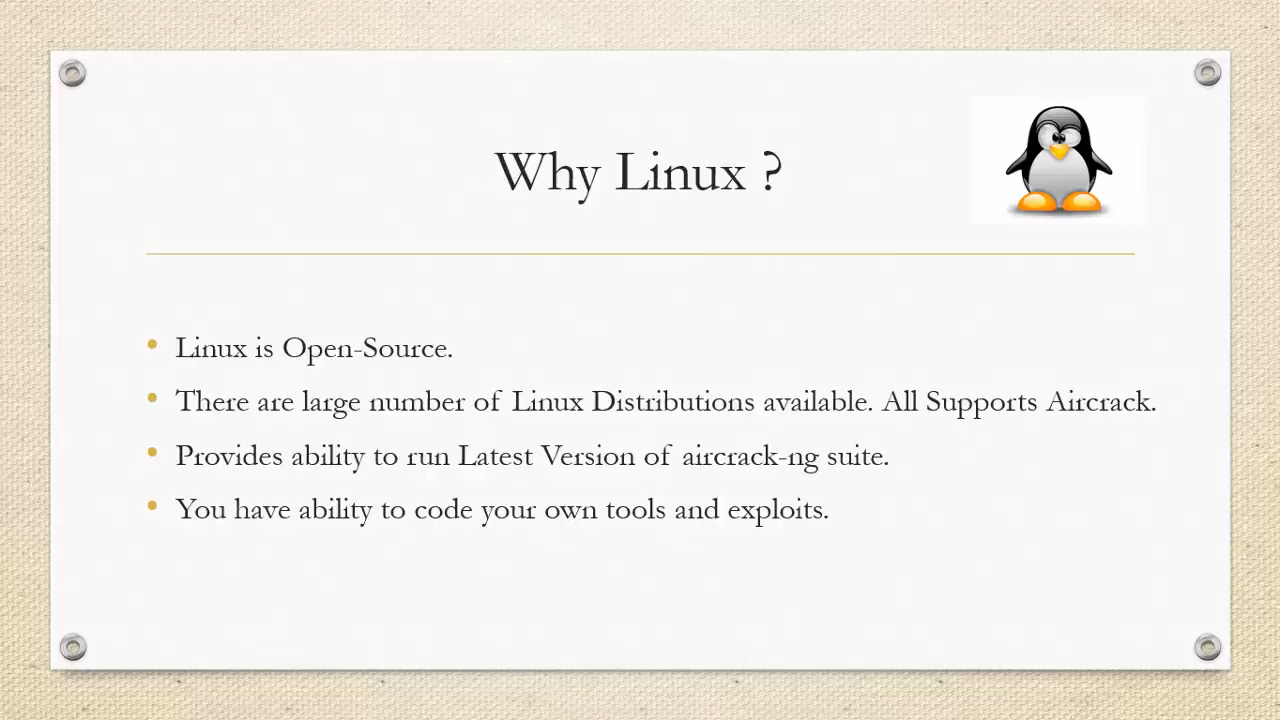 Why Linux ?
Linux is Open-Source.
There are large number of Linux Distributions available. All Supports Aircrack.
Provides ability to run Latest Version of aircrack-ng suite.
You have ability to code your own tools and exploits.